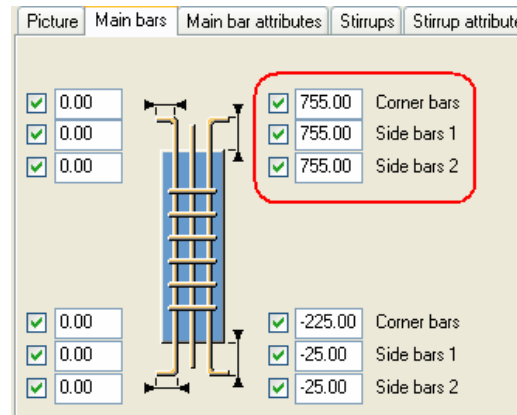 Picture Main bars Main bar attributes Stirrups Stirrup attribute
0.00 755.00 Corner bars
0.00 755.00 Side bars 1
0.00 755.00 Side bars 2
0.00 -225.00 Corner bars
0.00 -25.00 Side bars 1
0.00 -25.00 Side bars 2